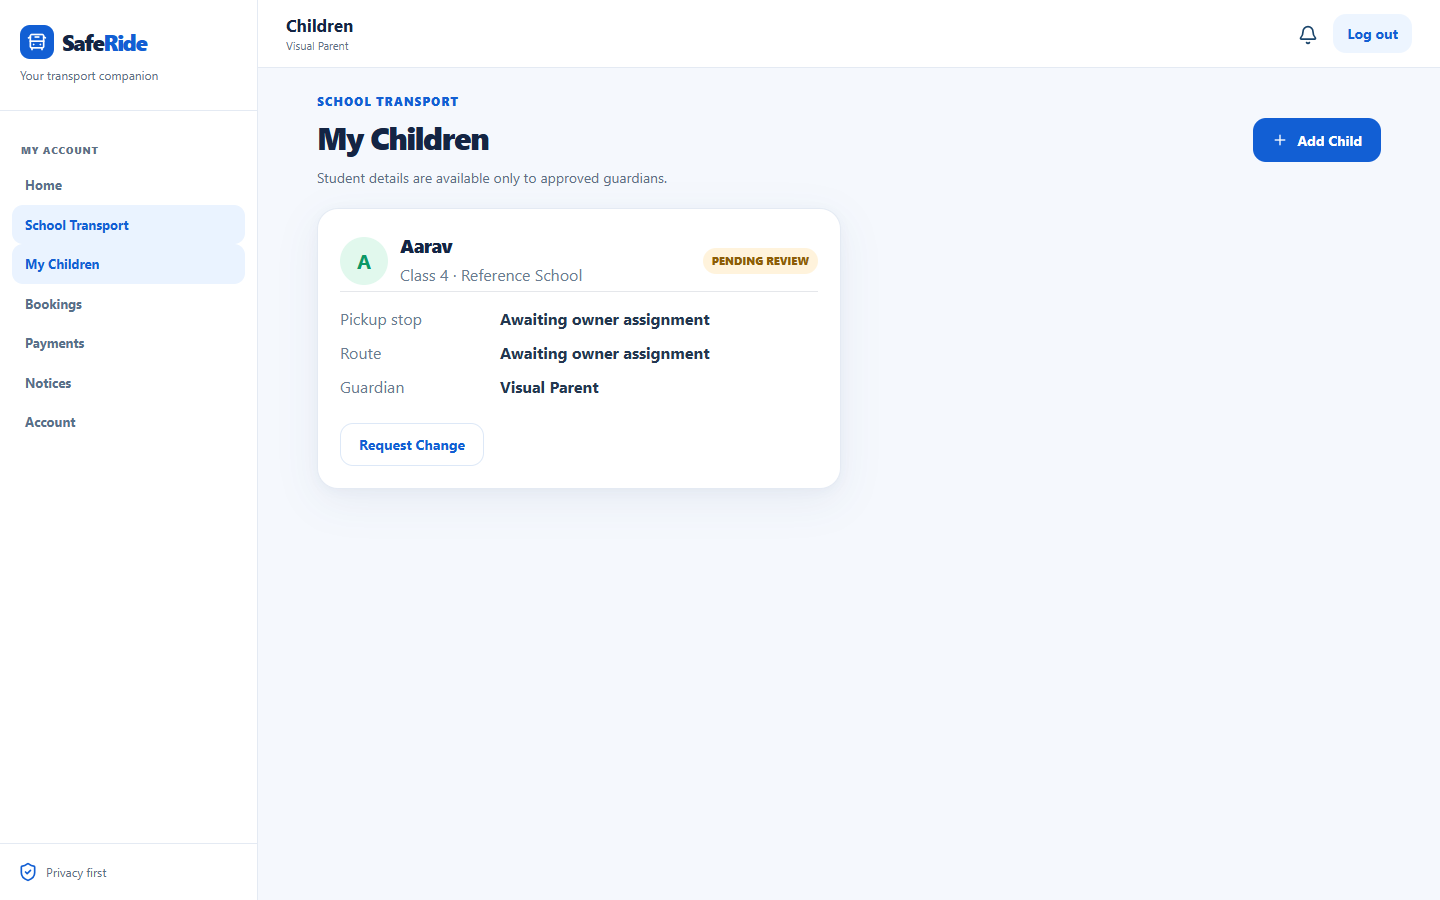 SafeRide
Your transport companion
MY ACCOUNT
Home
School Transport
My Children
Bookings
Payments
Notices
Account
Privacy first
Children
Visual Parent
Log out
SCHOOL TRANSPORT
My Children
Student details are available only to approved guardians.
+ Add Child
A
Aarav
Class 4 · Reference School
PENDING REVIEW
Pickup stop Awaiting owner assignment
Route Awaiting owner assignment
Guardian Visual Parent
Request Change